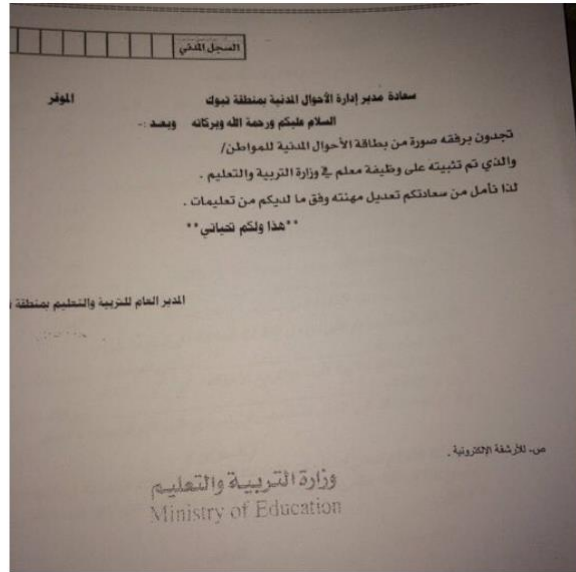 السجل المدني
سعادة مدير إدارة الأحوال المدنية بمنطقة تبوك الموقر
السلام عليكم ورحمة الله وبركاته وبعد :-
تجدون برفقه صورة من بطاقة الأحوال المدنية للمواطن/
والذي تم تثبيته على وظيفة معلم في وزارة التربية والتعليم .
لذا نأمل من سعادتكم تعديل مهنته وفق ما لديكم من تعليمات .
**هذا ولكم تحياتي**
المدير العام للتربية والتعليم بمنطقة
ص- للأرشفة الإلكترونية .
وزارة التربية والتعليم
Ministry of Education